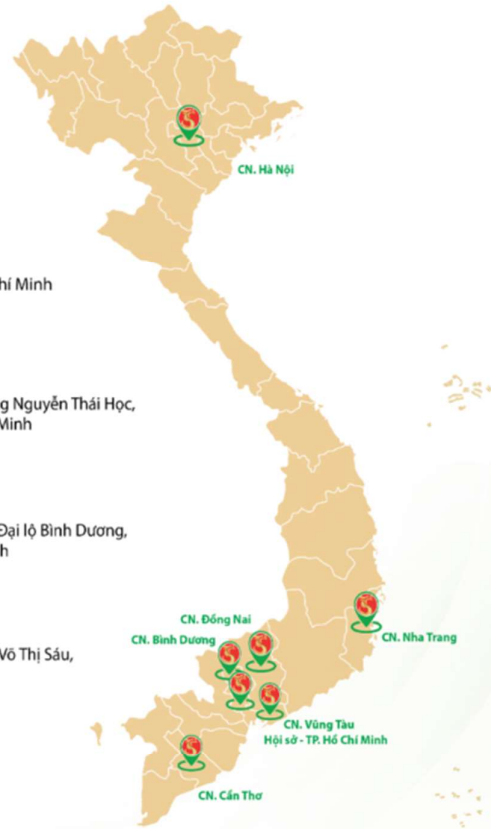 CN. Hà Nội
hí Minh
g Nguyễn Thái Học,
Minh
Đại lộ Bình Dương,
h
CN. Đồng Nai
CN. Bình Dương
CN. Nha Trang
Võ Thị Sáu,
CN. Vũng Tàu
Hội sở - TP. Hồ Chí Minh
CN. Cần Thơ